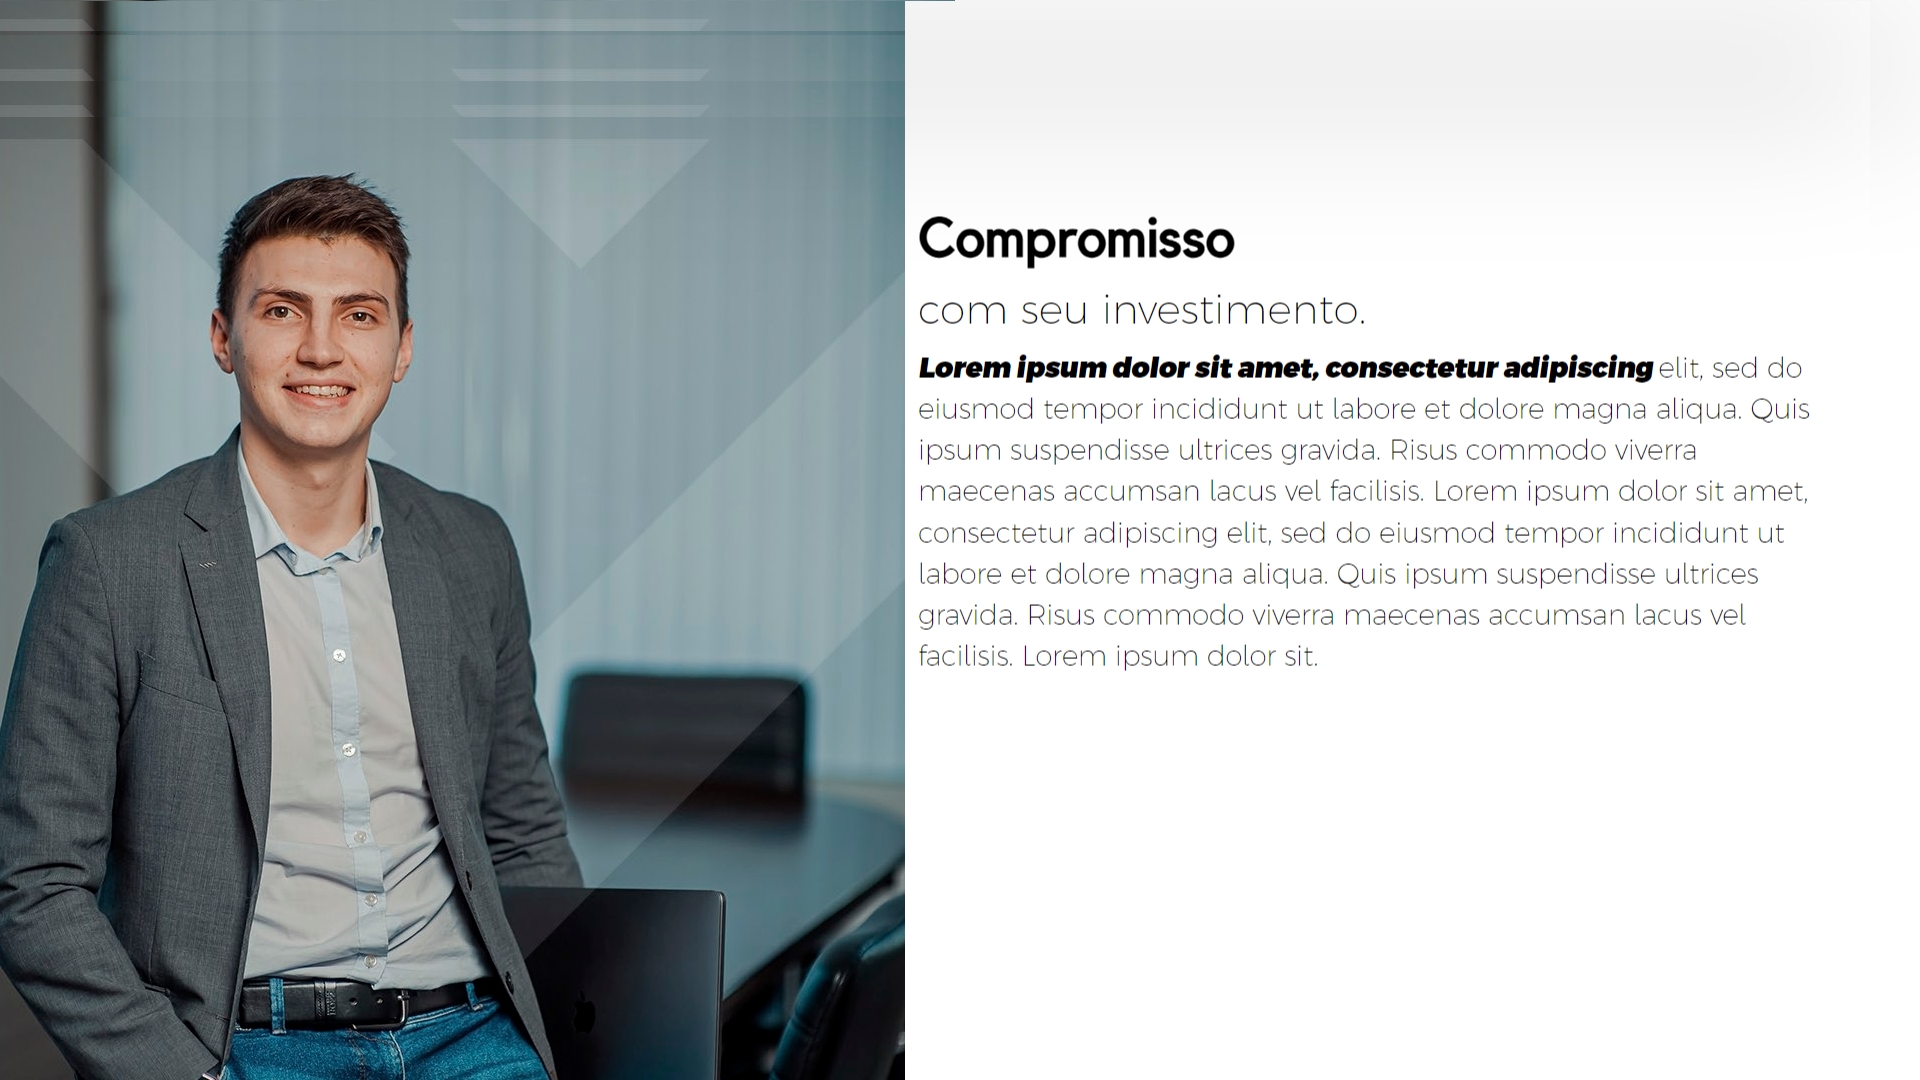 Compromisso
com seu investimento.
Lorem ipsum dolor sit amet, consectetur adipiscing elit, sed do
eiusmod tempor incididunt ut labore et dolore magna aliqua. Quis
ipsum suspendisse ultrices gravida. Risus commodo viverra
maecenas accumsan lacus vel facilisis. Lorem ipsum dolor sit amet,
consectetur adipiscing elit, sed do eiusmod tempor incididunt ut
labore et dolore magna aliqua. Quis ipsum suspendisse ultrices
gravida. Risus commodo viverra maecenas accumsan lacus vel
facilisis. Lorem ipsum dolor sit.